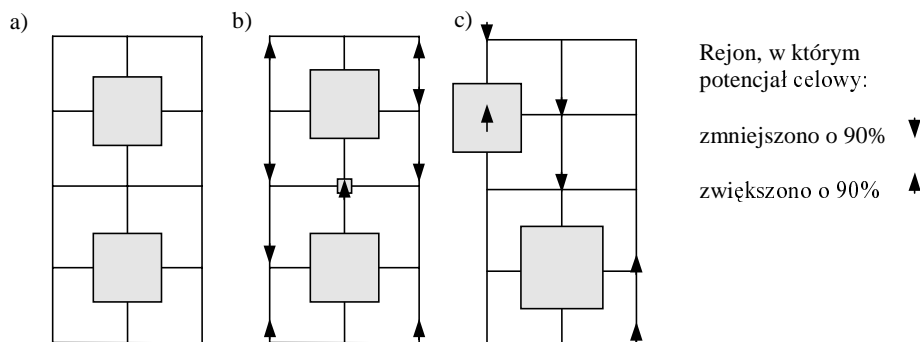 a)
b)
c)
Rejon, w którym
potencjał celowy:
zmniejszono o 90%
zwiększono o 90%